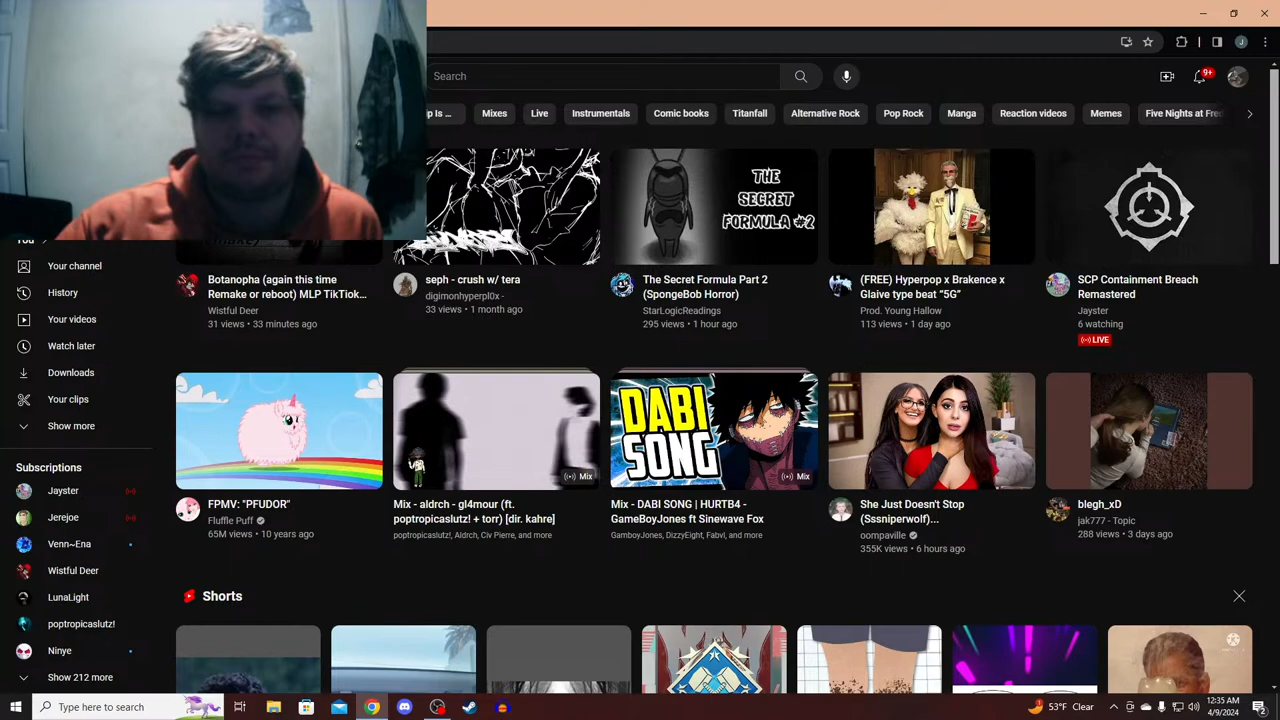 Search
9+
J
p Is ...
Mixes
Live
Instrumentals
Comic books
Titanfall
Alternative Rock
Pop Rock
Manga
Reaction videos
Memes
Five Nights at Fred
You
Your channel
History
Your videos
Watch later
Downloads
Your clips
Show more
Subscriptions
Jayster
Jerejoe
Venn~Ena
Wistful Deer
LunaLight
poptropicaslutz!
Ninye
Show 212 more
THE
SECRET
FORMULA #2
Botanopha (again this time
Remake or reboot) MLP TikTiok...
Wistful Deer
31 views • 33 minutes ago
seph - crush w/ tera
digimonhyperpl0x -
33 views • 1 month ago
The Secret Formula Part 2
(SpongeBob Horror)
StarLogicReadings
295 views • 1 hour ago
(FREE) Hyperpop x Brakence x
Glaive type beat “5G”
Prod. Young Hallow
113 views • 1 day ago
SCP Containment Breach
Remastered
Jayster
6 watching
LIVE
Mix
DABI
SONG
Mix
FPMV: "PFUDOR"
Fluffle Puff
65M views • 10 years ago
Mix - aldrch - gl4mour (ft.
poptropicaslutz! + torr) [dir. kahre]
poptropicaslutz!, Aldrch, Civ Pierre, and more
Mix - DABI SONG | HURTB4 -
GameBoyJones ft Sinewave Fox
GamboyJones, DizzyEight, Fabvl, and more
She Just Doesn't Stop
(Sssniperwolf)...
oompaville
355K views • 6 hours ago
blegh_xD
jak777 - Topic
288 views • 3 days ago
Shorts
Type here to search
53°F Clear
12:35 AM
4/9/2024
2